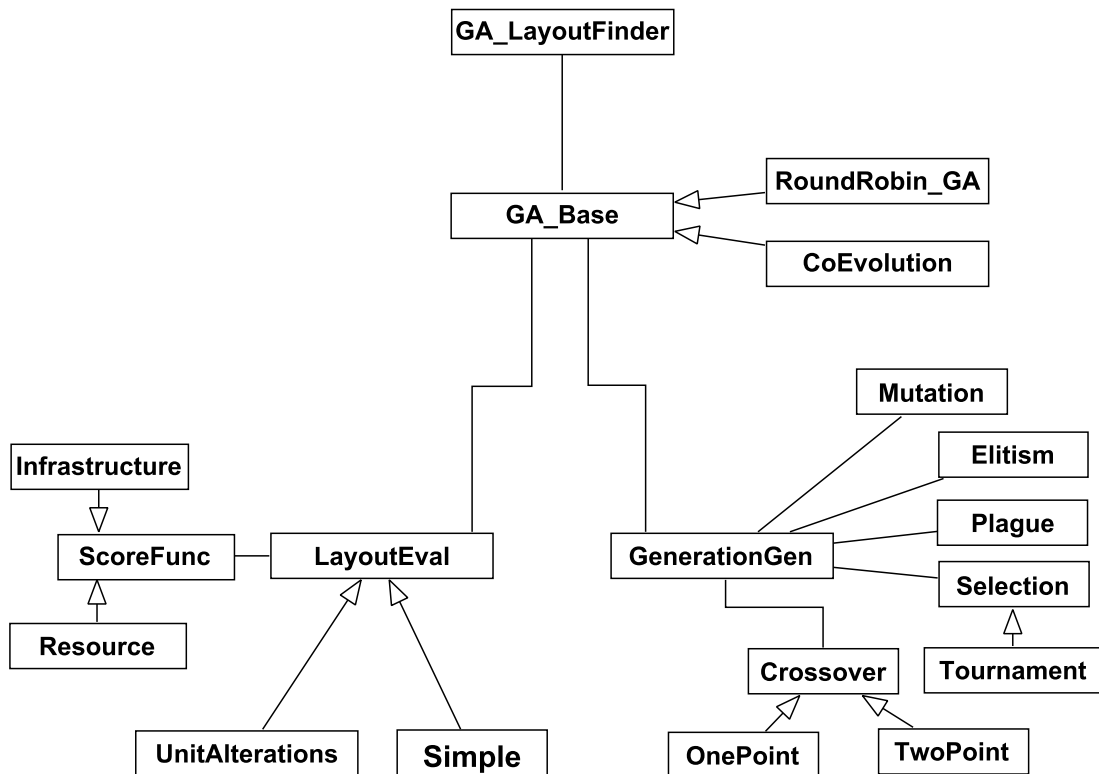 GA_LayoutFinder
RoundRobin_GA
GA_Base
CoEvolution
Mutation
Elitism
Infrastructure
Plague
ScoreFunc
LayoutEval
GenerationGen
Selection
Resource
Crossover
Tournament
UnitAlterations
Simple
OnePoint
TwoPoint